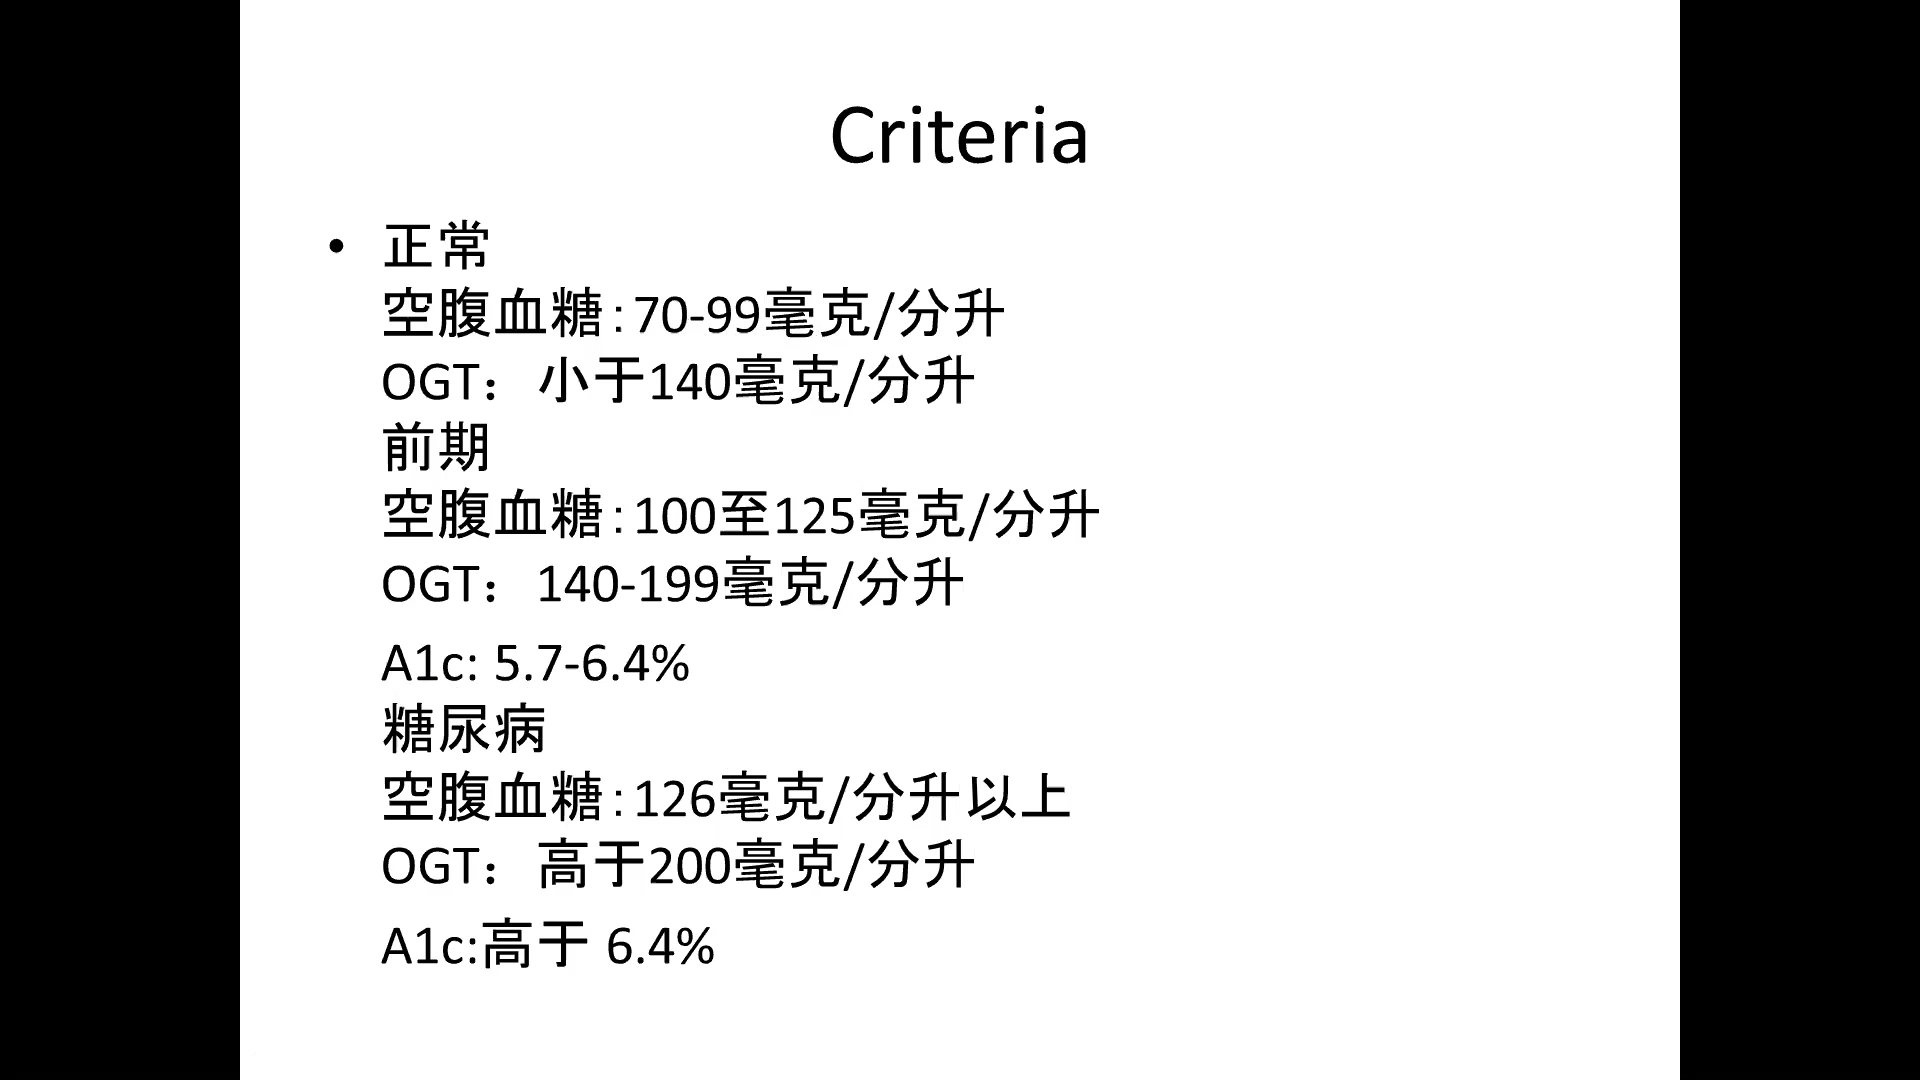 Criteria
• 正常
空腹血糖:70-99毫克/分升
OGT：小于140毫克/分升
前期
空腹血糖:100至125毫克/分升
OGT：140-199毫克/分升
A1c: 5.7-6.4%
糖尿病
空腹血糖:126毫克/分升以上
OGT：高于200毫克/分升
A1c:高于 6.4%